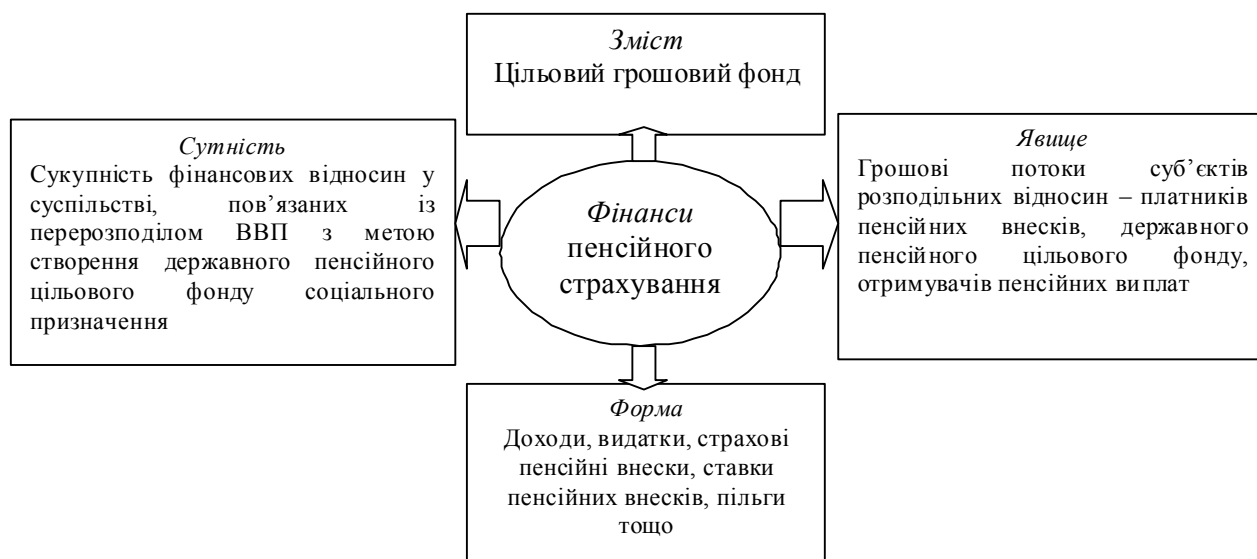 Зміст
Цільовий грошовий фонд
Сутність
Сукупність фінансових відносин у
суспільстві, пов’язаних із
перерозподілом ВВП з метою
створення державного пенсійного
цільового фонду соціального
призначення
Фінанси
пенсійного
страхування
Явище
Грошові потоки суб’єктів
розподільних відносин – платників
пенсійних внесків, державного
пенсійного цільового фонду,
отримувачів пенсійних виплат
Форма
Доходи, видатки, страхові
пенсійні внески, ставки
пенсійних внесків, пільги
тощо